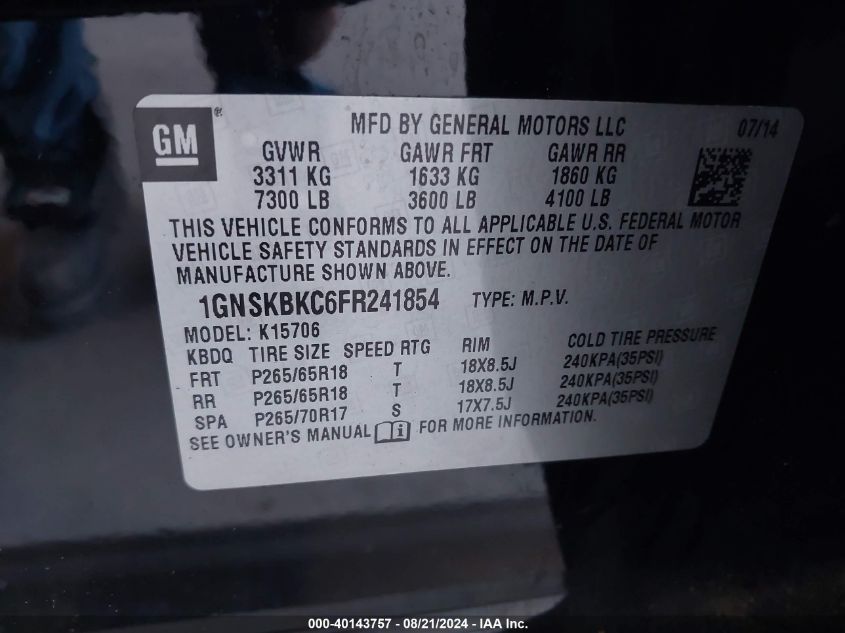 GM ®
MFD BY GENERAL MOTORS LLC 07/14
GVWR GAWR FRT GAWR RR
3311 KG 1633 KG 1860 KG
7300 LB 3600 LB 4100 LB
THIS VEHICLE CONFORMS TO ALL APPLICABLE U.S. FEDERAL MOTOR
VEHICLE SAFETY STANDARDS IN EFFECT ON THE DATE OF
MANUFACTURE SHOWN ABOVE.
1GNSKBKC6FR241854 TYPE: M.P.V.
MODEL: K15706
KBDQ TIRE SIZE SPEED RTG RIM COLD TIRE PRESSURE
FRT P265/65R18 T 18X8.5J 240KPA(35PSI)
RR P265/65R18 T 18X8.5J 240KPA(35PSI)
SPA P265/70R17 S 17X7.5J 240KPA(35PSI)
SEE OWNER'S MANUAL FOR MORE INFORMATION.
000-40143757 - 08/21/2024 - IAA Inc.